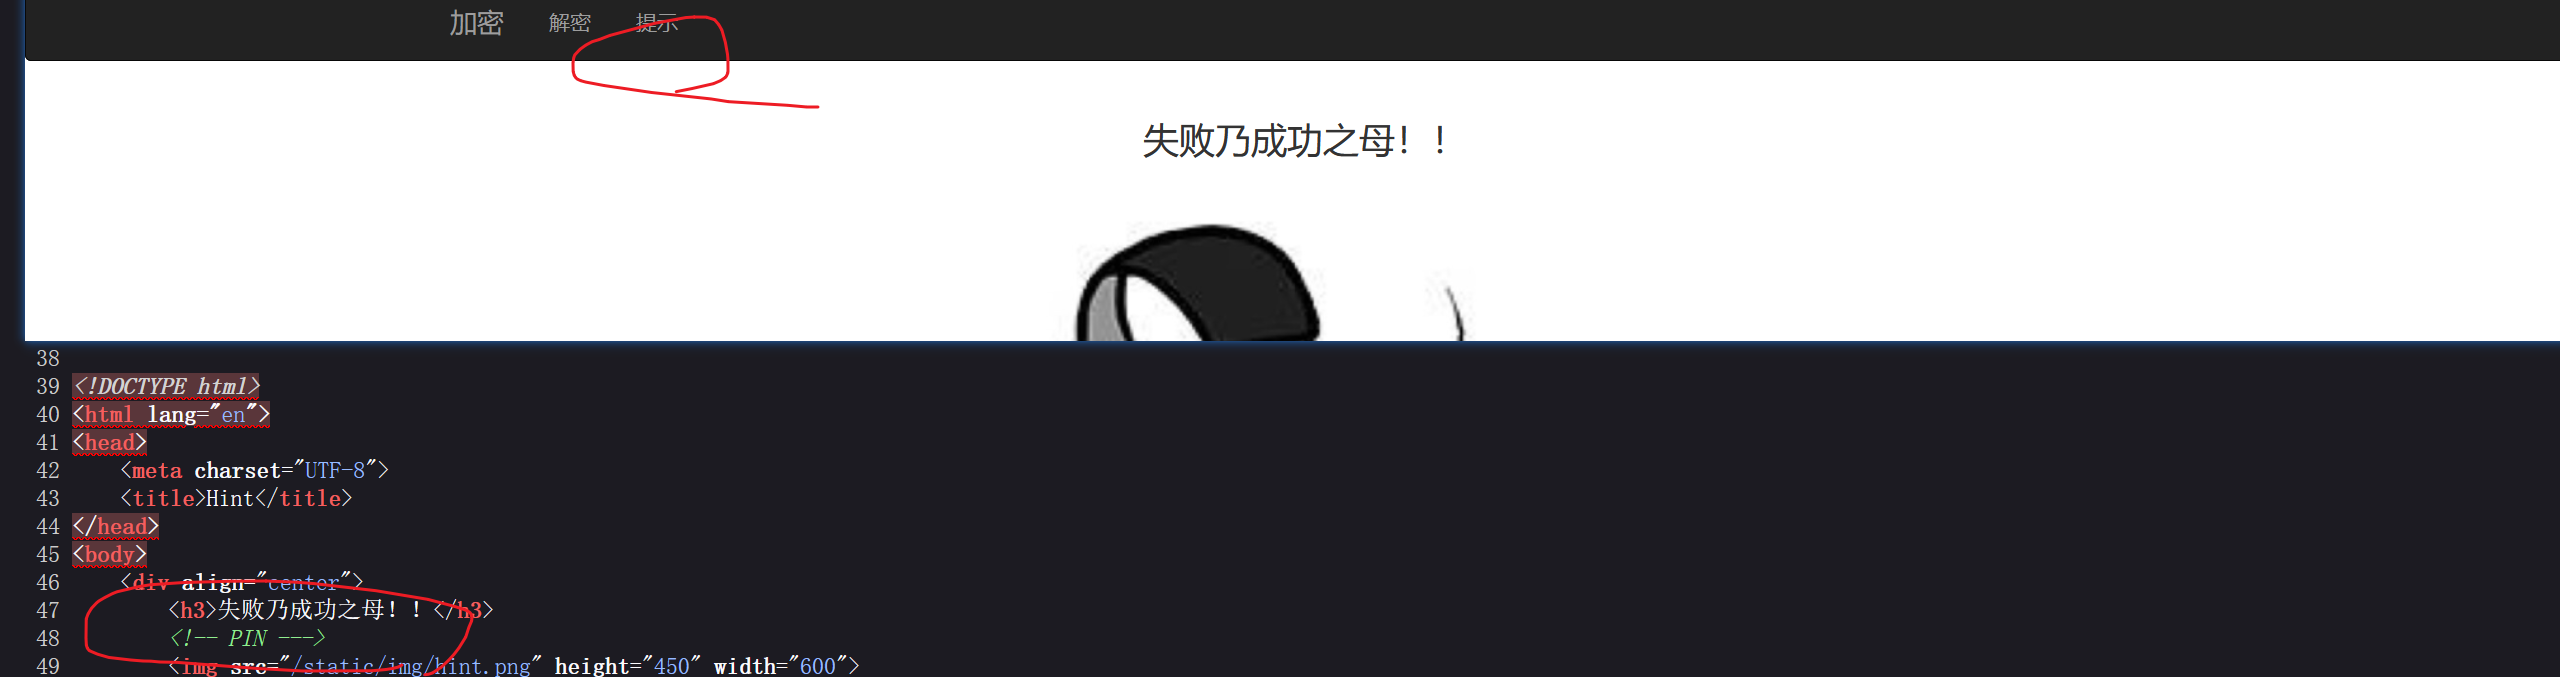 加密 解密 提示
失败乃成功之母！！
38
39 <!DOCTYPE html>
40 <html lang="en">
41 <head>
42     <meta charset="UTF-8">
43     <title>Hint</title>
44 </head>
45 <body>
46     <div align="center">
47         <h3>失败乃成功之母！！</h3>
48         <!-- PIN --->
49         <img src="/static/img/hint.png" height="450" width="600">